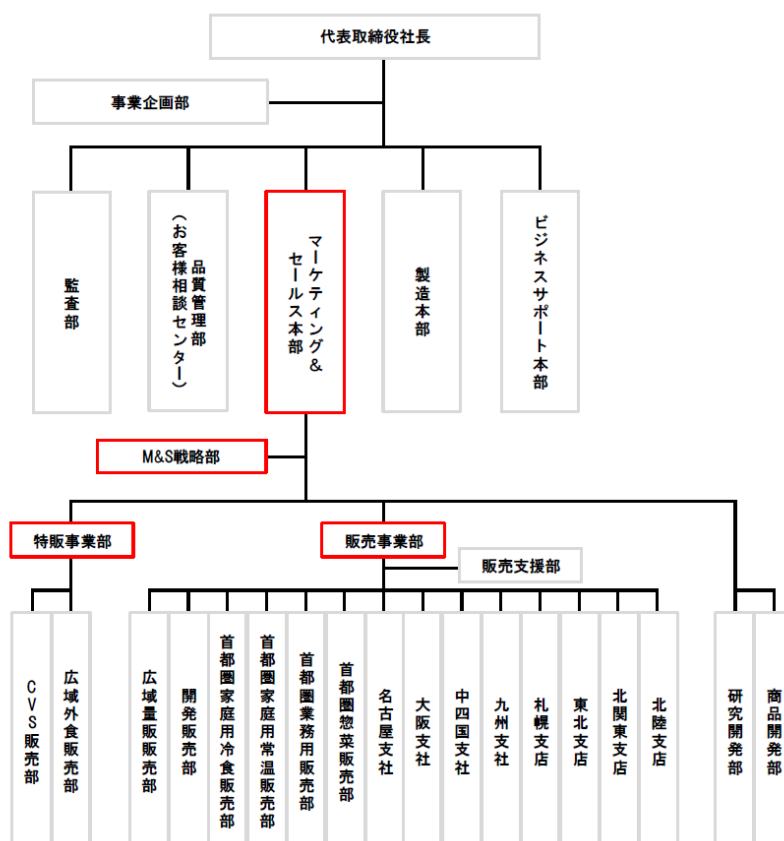 代表取締役社長
事業企画部
監査部
品質管理部
（お客様相談センター）
マーケティング＆
セールス本部
製造本部
ビジネスサポート本部
M&S戦略部
特販事業部
販売事業部
販売支援部
CVS販売部
広域外食販売部
広域量販販売部
開発販売部
首都圏家庭用冷食販売部
首都圏家庭用常温販売部
首都圏業務用販売部
首都圏惣菜販売部
名古屋支社
大阪支社
中四国支社
九州支社
札幌支店
東北支店
北関東支店
北陸支店
研究開発部
商品開発部